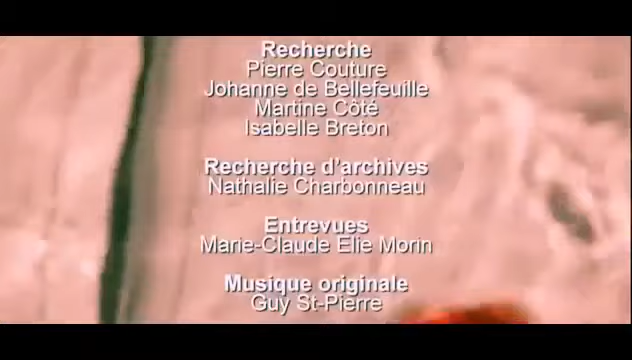 Recherche
Pierre Couture
Johanne de Bellefeuille
Martine Côté
Isabelle Breton
Recherche d'archives
Nathalie Charbonneau
Entrevues
Marie-Claude Elie Morin
Musique originale
Guy St-Pierre